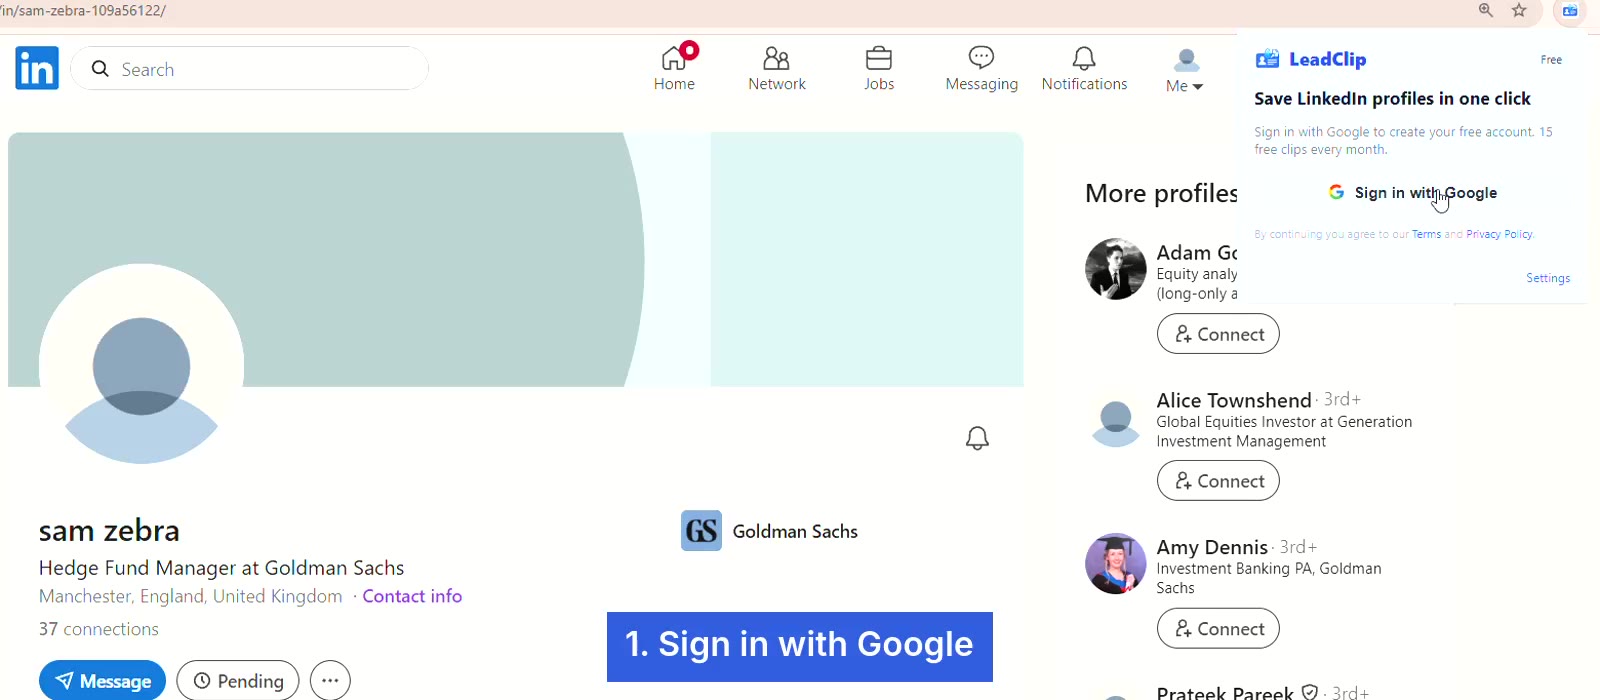 /in/sam-zebra-109a56122/
in
Search
Home
Network
Jobs
Messaging
Notifications
Me
LeadClip
Free
Save LinkedIn profiles in one click
Sign in with Google to create your free account. 15
free clips every month.
Sign in with Google
By continuing you agree to our Terms and Privacy Policy.
Settings
More profiles
Adam Go
Equity analy
(long-only a
Connect
Alice Townshend · 3rd+
Global Equities Investor at Generation
Investment Management
Connect
Amy Dennis · 3rd+
Investment Banking PA, Goldman
Sachs
Connect
Prateek Pareek · 3rd+
sam zebra
GS Goldman Sachs
Hedge Fund Manager at Goldman Sachs
Manchester, England, United Kingdom · Contact info
37 connections
Message
Pending
1. Sign in with Google